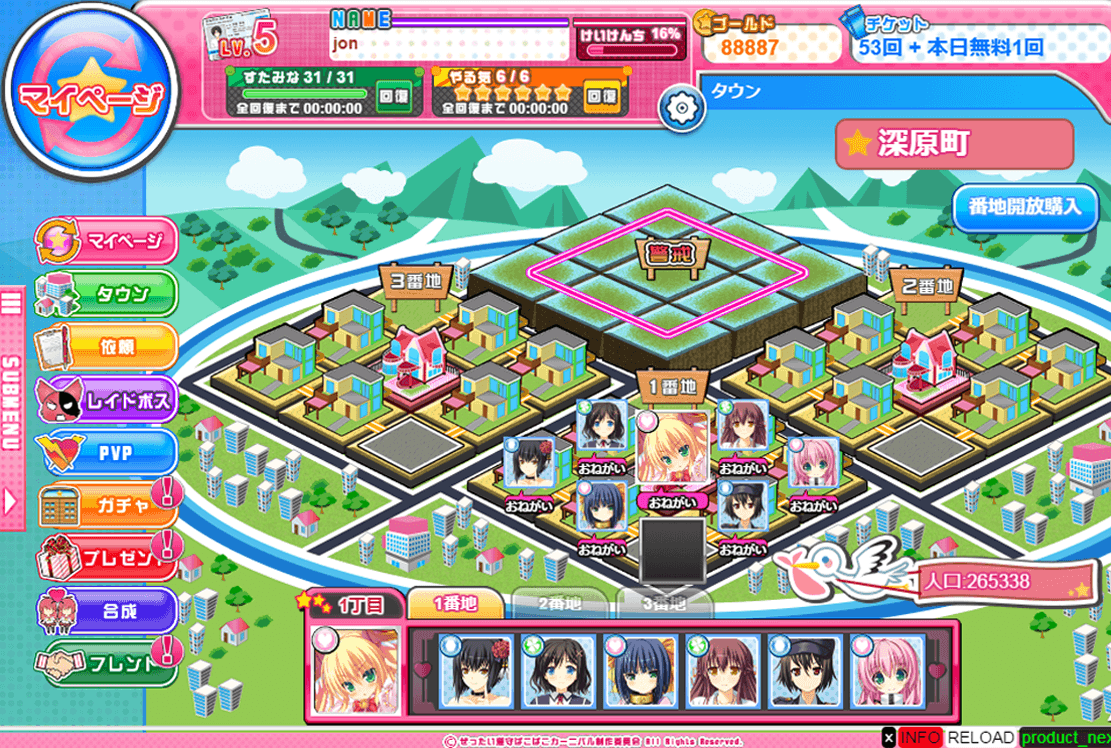 マイページ
LV.5
NAME
jon
けいけんち 16%
ゴールド
88887
チケット
53回 + 本日無料1回
すたみな 31 / 31
全回復まで 00:00:00
回復
やる気 6 / 6
全回復まで 00:00:00
回復
タウン
深原町
番地開放購入
マイページ
タウン
依頼
レイドボス
PVP
ガチャ
プレゼント
合成
フレンド
SUBMENU
警戒
3番地
2番地
1番地
おねがい
おねがい
おねがい
おねがい
おねがい
おねがい
おねがい
人口:265338
1丁目
1番地
2番地
3番地
INFO
RELOAD
product_nex
All Rights Reserved.